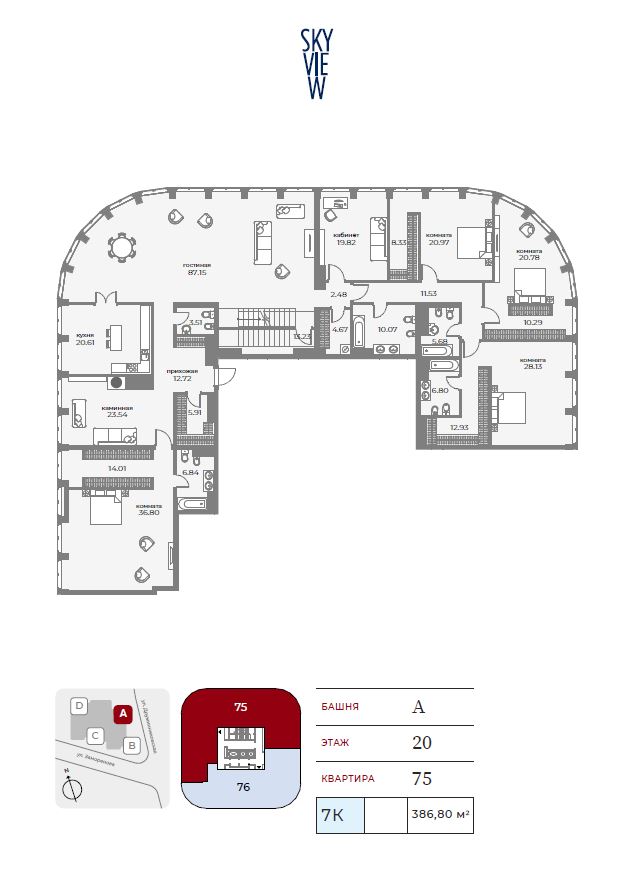 SKY
VIE
W
кабинет
19.82
8.33
комната
20.97
комната
20.78
гостиная
87.15
2.48
11.53
10.29
3.51
13.23
4.67
10.07
5.68
кухня
20.61
комната
28.13
прихожая
12.72
6.80
каминная
23.54
5.91
12.93
14.01
6.84
комната
36.80
D
A
C
B
ул. Дружинниковская
ул. Заморенова
N
75
76
БАШНЯ A
ЭТАЖ 20
КВАРТИРА 75
7К 386,80 м²